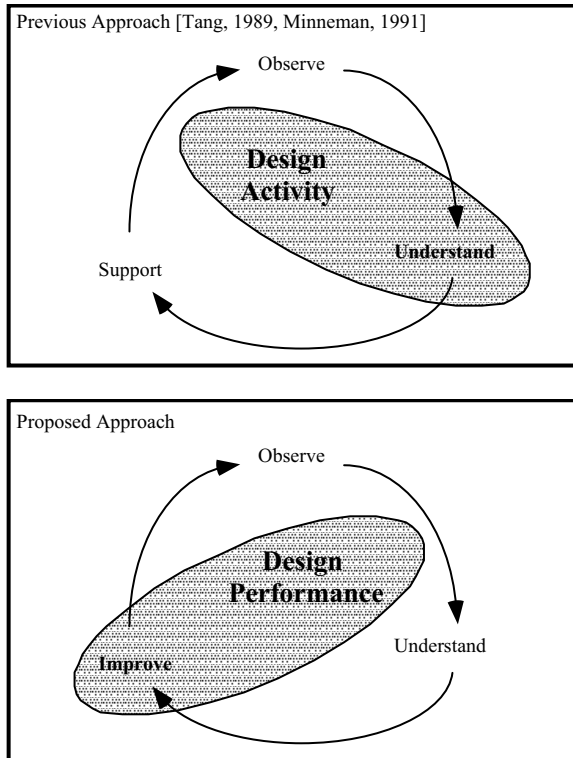 Previous Approach [Tang, 1989, Minneman, 1991]
Observe
Design
Activity
Understand
Support
Proposed Approach
Observe
Design
Performance
Understand
Improve